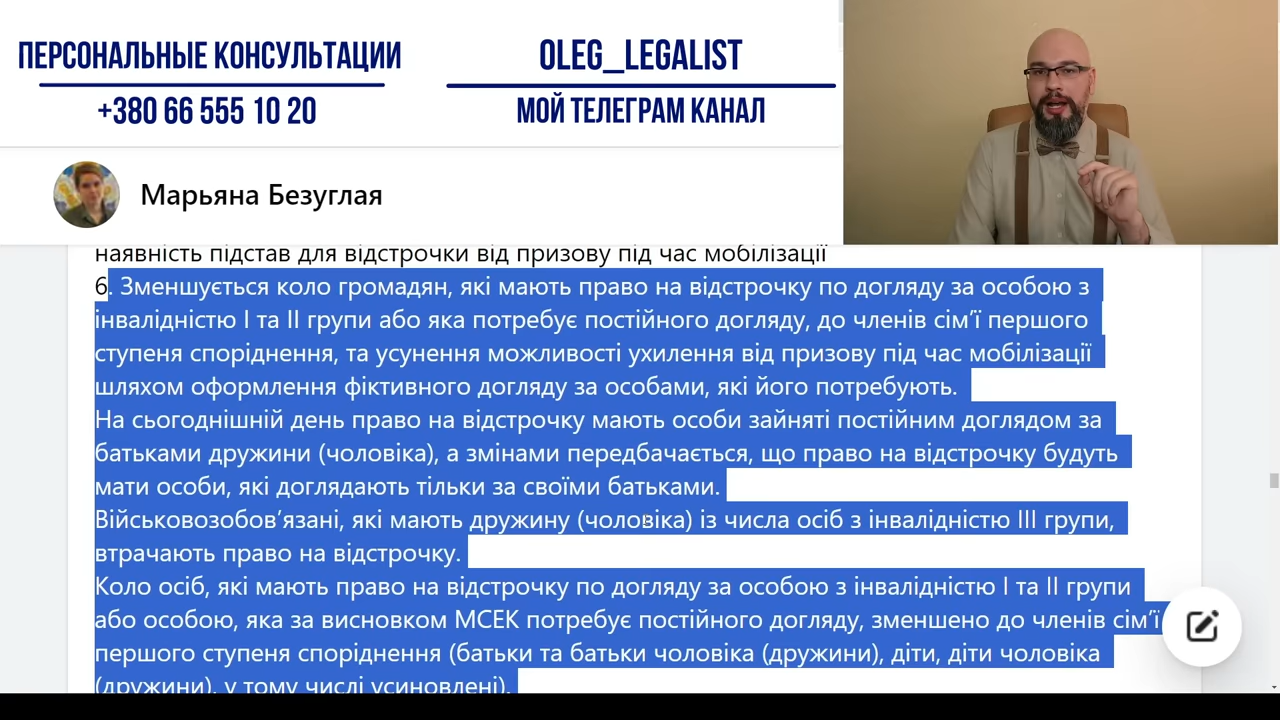 ПЕРСОНАЛЬНЫЕ КОНСУЛЬТАЦИИ
+380 66 555 10 20
OLEG_LEGALIST
МОЙ ТЕЛЕГРАМ КАНАЛ
Марьяна Безуглая
наявність підстав для відстрочки від призову під час мобілізації
6. Зменшується коло громадян, які мають право на відстрочку по догляду за особою з
інвалідністю І та ІІ групи або яка потребує постійного догляду, до членів сім’ї першого
ступеня споріднення, та усунення можливості ухилення від призову під час мобілізації
шляхом оформлення фіктивного догляду за особами, які його потребують.
На сьогоднішній день право на відстрочку мають особи зайняті постійним доглядом за
батьками дружини (чоловіка), а змінами передбачається, що право на відстрочку будуть
мати особи, які доглядають тільки за своїми батьками.
Військовозобов’язані, які мають дружину (чоловіка) із числа осіб з інвалідністю ІІІ групи,
втрачають право на відстрочку.
Коло осіб, які мають право на відстрочку по догляду за особою з інвалідністю І та ІІ групи
або особою, яка за висновком МСЕК потребує постійного догляду, зменшено до членів сім’ї
першого ступеня споріднення (батьки та батьки чоловіка (дружини), діти, діти чоловіка
(дружини), у тому числі усиновлені).